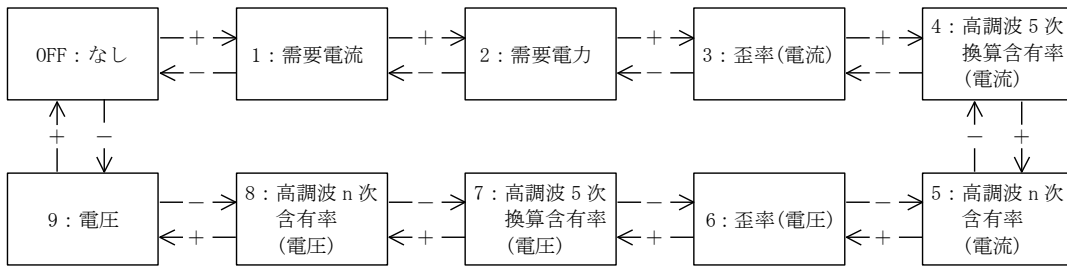 OFF：なし
＋
－
1：需要電流
＋
－
2：需要電力
＋
－
3：歪率(電流)
＋
－
4：高調波５次
換算含有率
(電流)
＋
－
－
＋
9：電圧
－
＋
8：高調波ｎ次
含有率
(電圧)
－
＋
7：高調波５次
換算含有率
(電圧)
－
＋
6：歪率(電圧)
－
＋
5：高調波ｎ次
含有率
(電流)